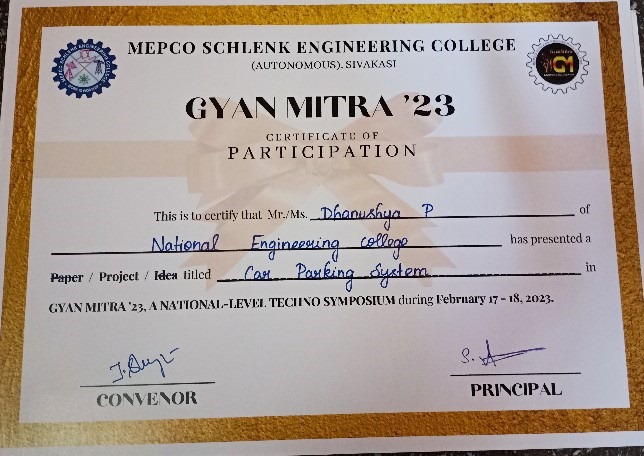 MEPCO SCHLENK ENGINEERING COLLEGE
(AUTONOMOUS), SIVAKASI
GYAN MITRA '23
CERTIFICATE OF
PARTICIPATION
This is to certify that Mr./Ms. Dhanushya P of
National Engineering college has presented a
Paper / Project / Idea titled Car Parking System in
GYAN MITRA '23, A NATIONAL-LEVEL TECHNO SYMPOSIUM during February 17 - 18, 2023.
CONVENOR
PRINCIPAL